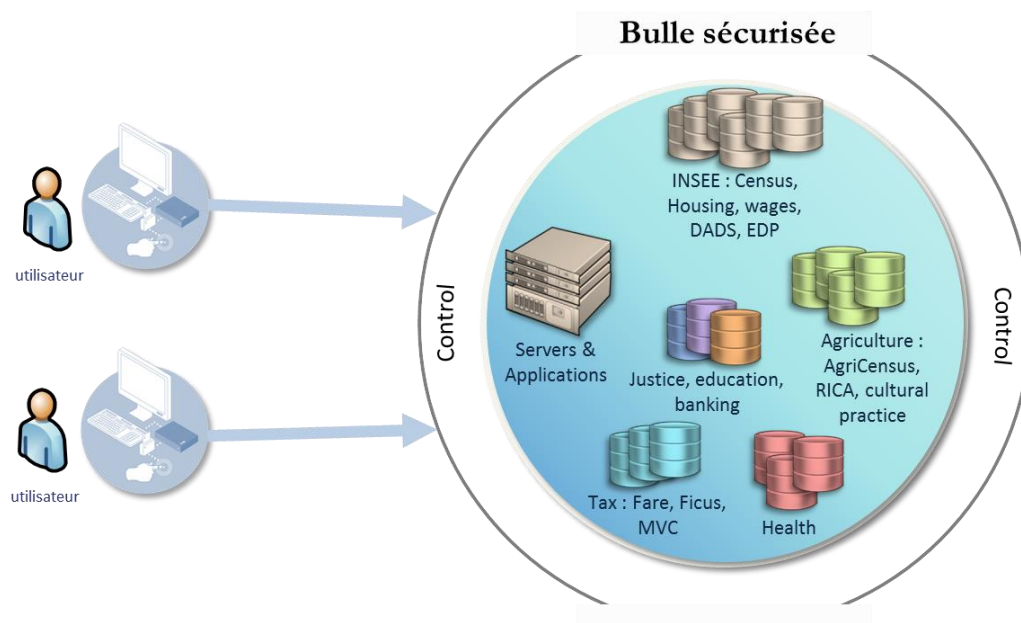 Bulle sécurisée
utilisateur
utilisateur
Control
INSEE : Census,
Housing, wages,
DADS, EDP
Servers &
Applications
Justice, education,
banking
Agriculture :
AgriCensus,
RICA, cultural
practice
Tax : Fare, Ficus,
MVC
Health
Control